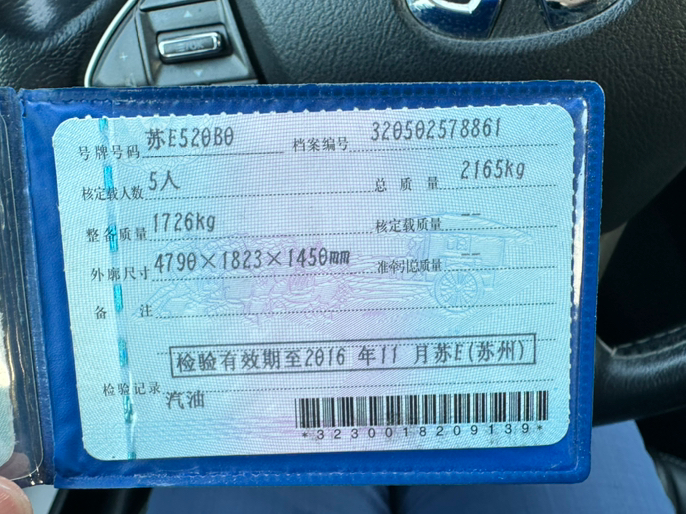 号牌号码 苏E520B0 档案编号 320502578861
核定载人数 5人 总质量 2165kg
整备质量 1726kg 核定载质量 --
外廓尺寸 4790×1823×1450mm 准牵引总质量 --
备注
检验有效期至2016年11月苏E(苏州)
检验记录 汽油
*3230018209139*